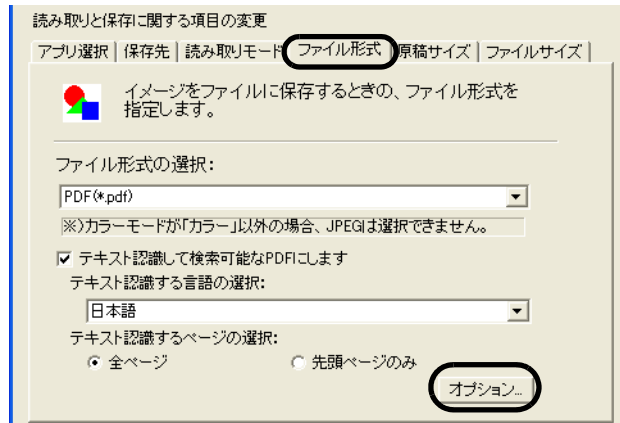 読み取りと保存に関する項目の変更
アプリ選択 保存先 読み取りモード ファイル形式 原稿サイズ ファイルサイズ
イメージをファイルに保存するときの、ファイル形式を
指定します。
ファイル形式の選択:
PDF(*.pdf)
※)カラーモードが「カラー」以外の場合、JPEGは選択できません。
テキスト認識して検索可能なPDFにします
テキスト認識する言語の選択:
日本語
テキスト認識するページの選択:
全ページ 先頭ページのみ
オプション...